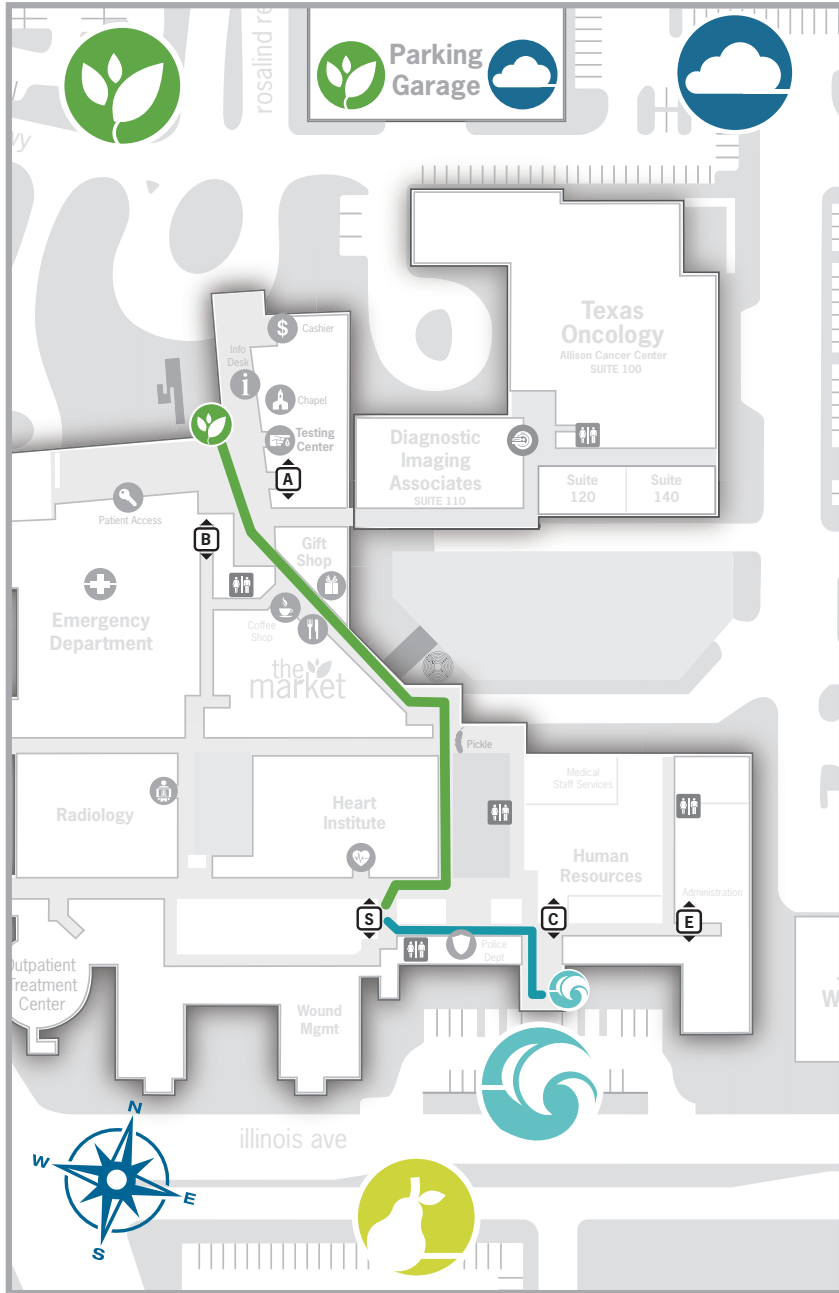 rosalind re
Parking
Garage
wy
Texas
Oncology
Allison Cancer Center
SUITE 100
$
Cashier
Info
Desk
i
Chapel
Testing
Center
A
Diagnostic
Imaging
Associates
SUITE 110
Suite
120
Suite
140
Patient Access
B
Gift
Shop
Emergency
Department
Coffee
Shop
the
market
Pickle
Medical
Staff Services
Radiology
Heart
Institute
Human
Resources
Administration
S
C
E
Police
Dept
Outpatient
Treatment
Center
Wound
Mgmt
W
N
W
E
S
illinois ave